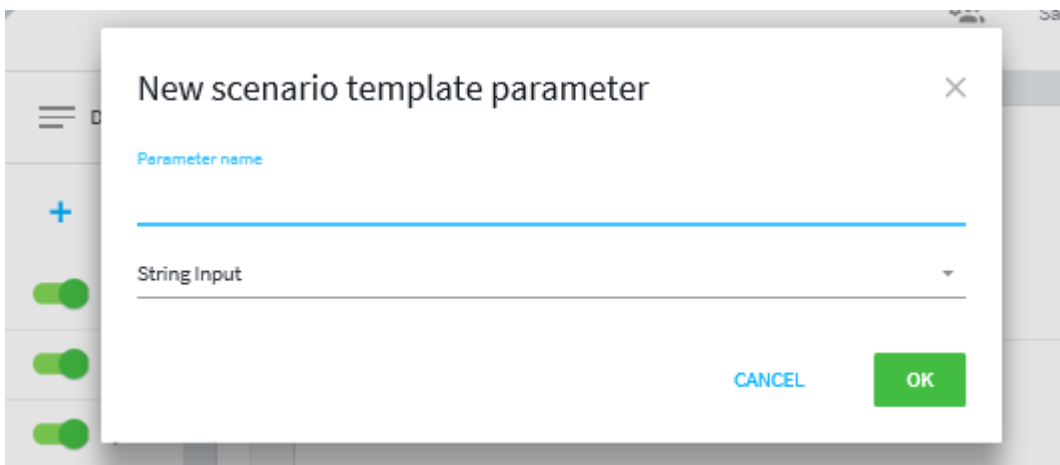 New scenario template parameter
Parameter name
String Input
CANCEL
OK